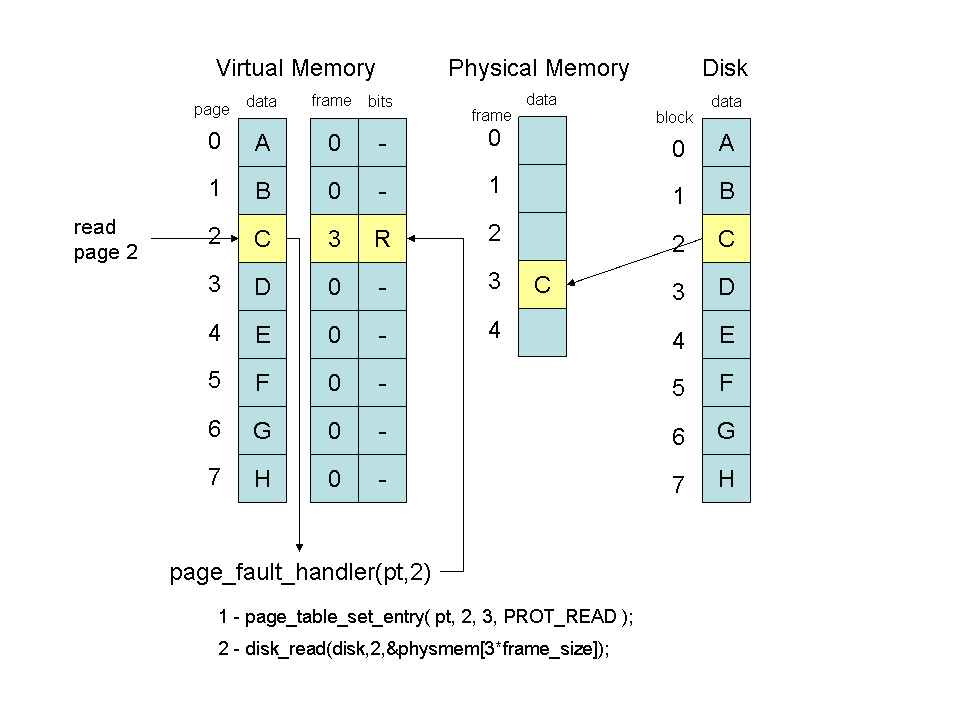 Virtual Memory Physical Memory Disk
page data frame bits frame data block data
0 A 0 - 0 0 A
1 B 0 - 1 1 B
read page 2 2 C 3 R 2 2 C
3 D 0 - 3 C 3 D
4 E 0 - 4 4 E
5 F 0 - 5 F
6 G 0 - 6 G
7 H 0 - 7 H
page_fault_handler(pt,2)
1 - page_table_set_entry( pt, 2, 3, PROT_READ );
2 - disk_read(disk,2,&physmem[3*frame_size]);